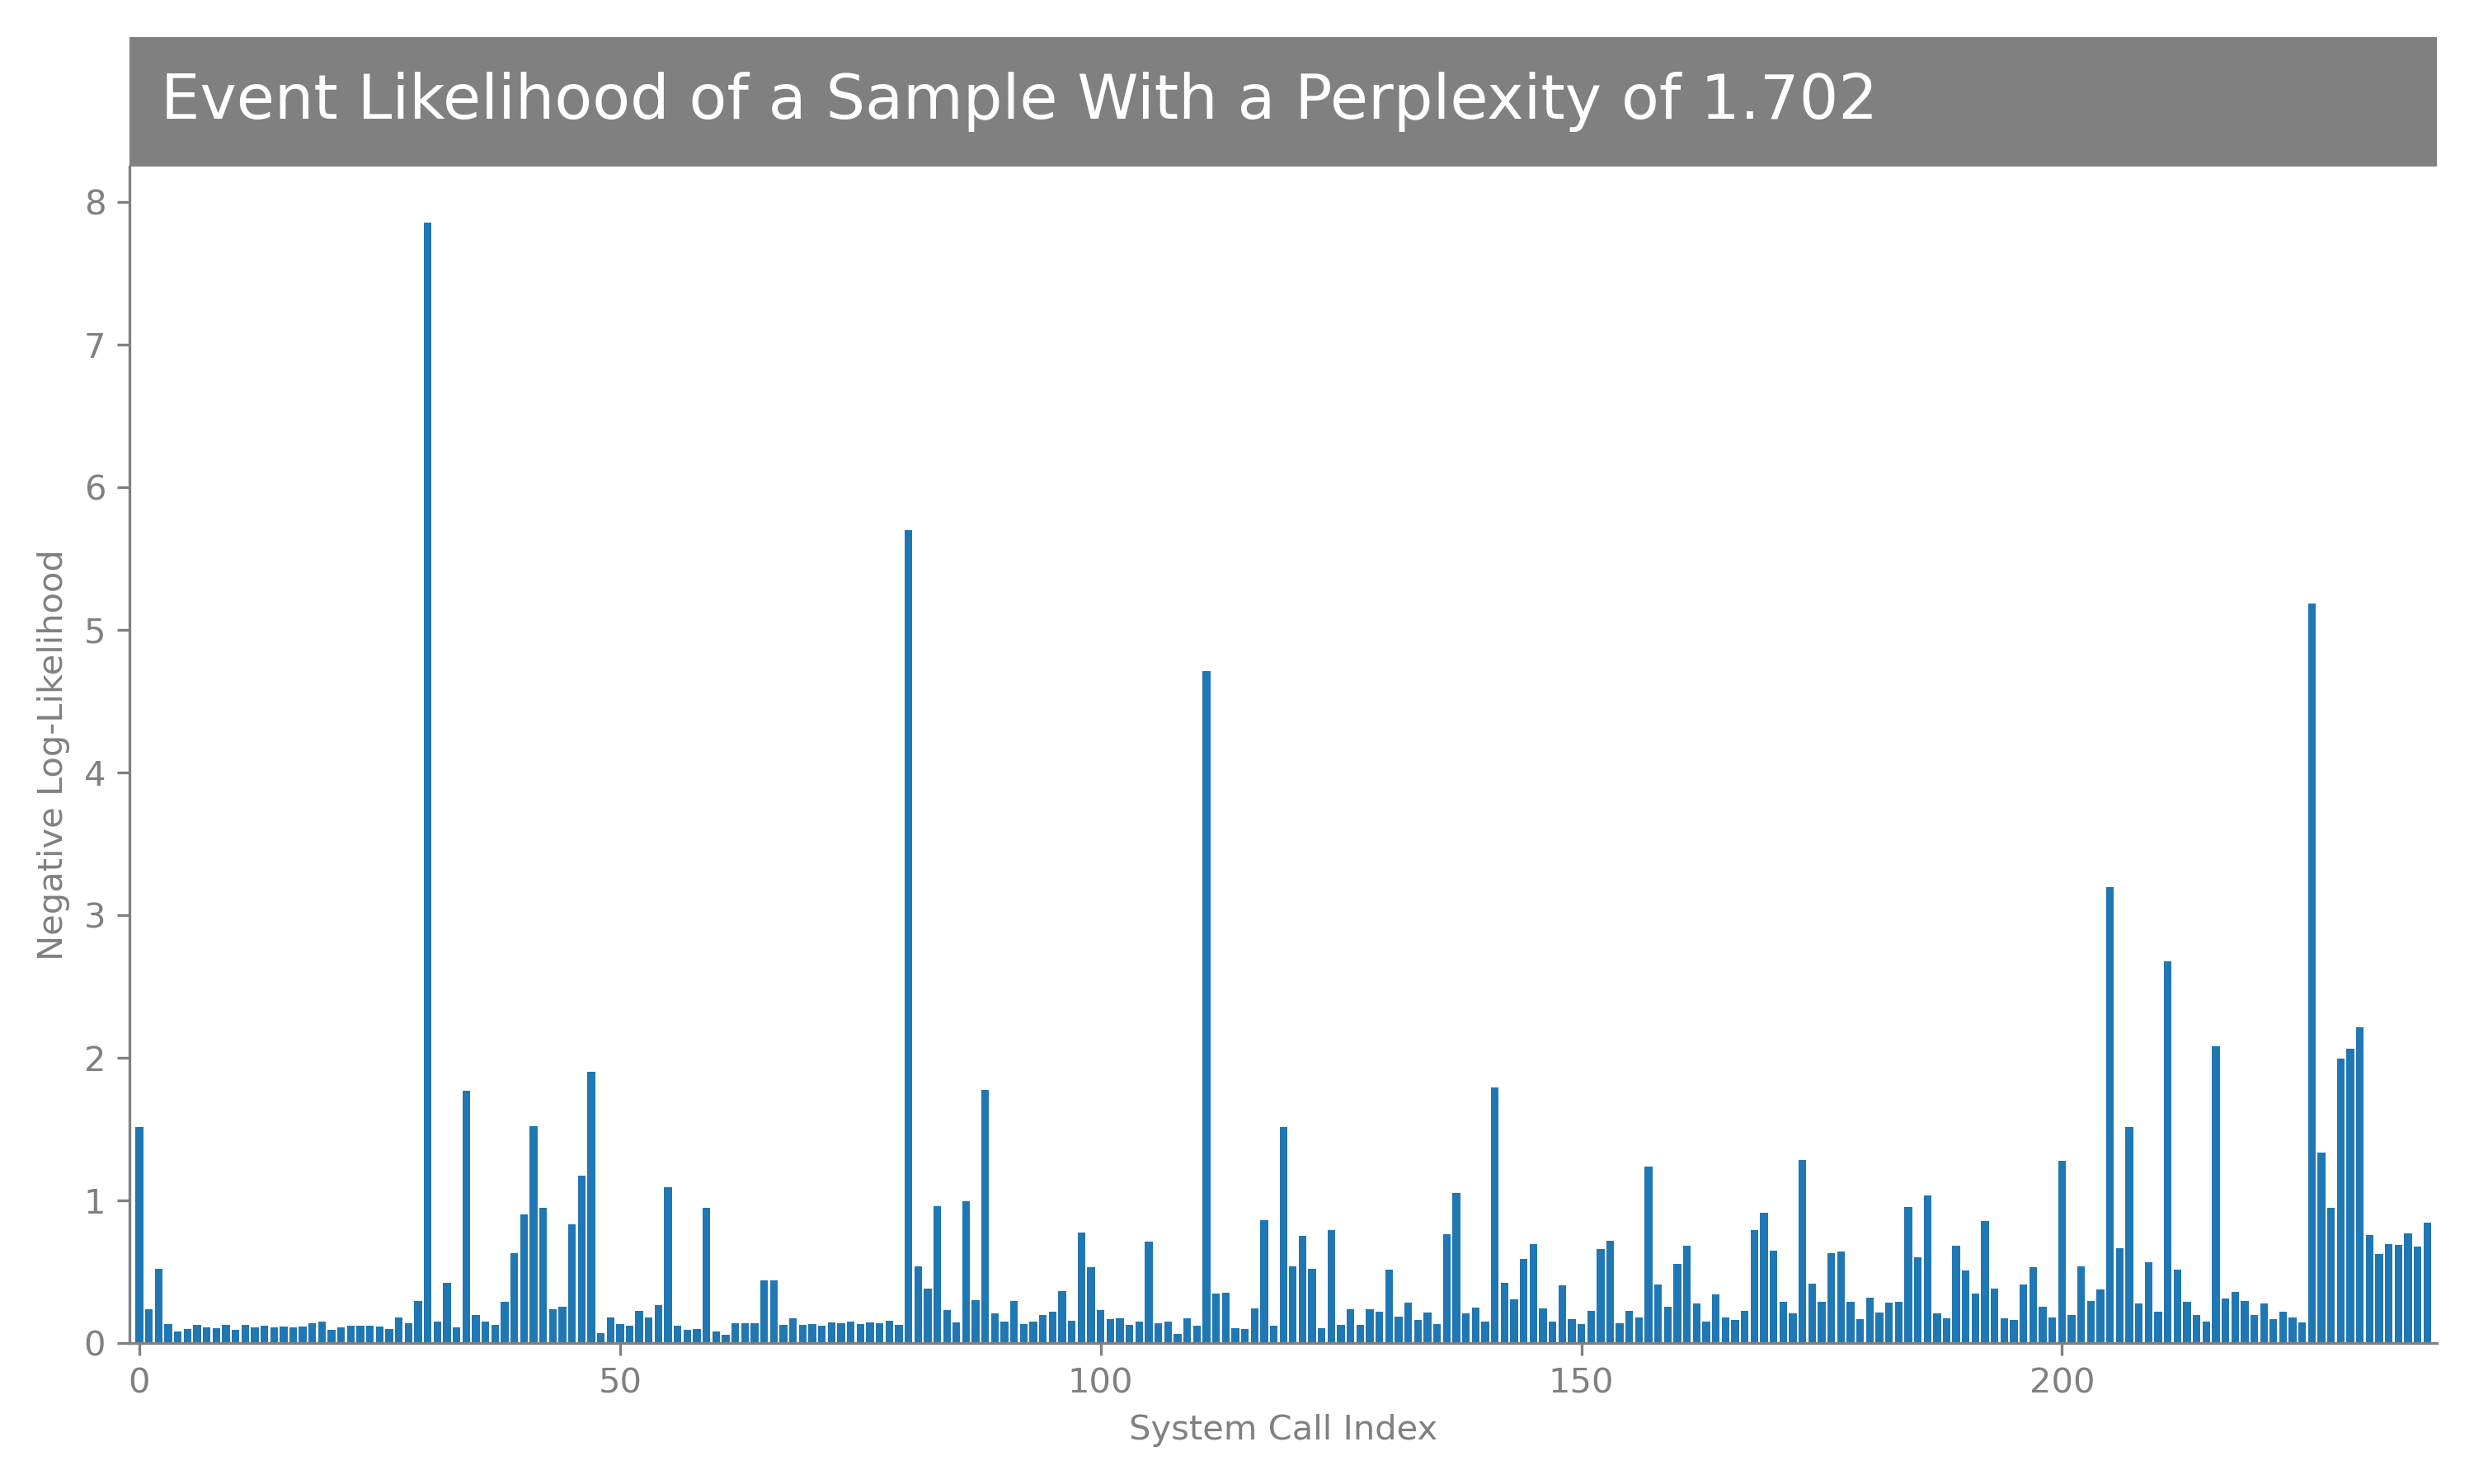 Event Likelihood of a Sample With a Perplexity of 1.702
8
7
6
5
4
3
2
1
0
Negative Log-Likelihood
0 50 100 150 200
System Call Index